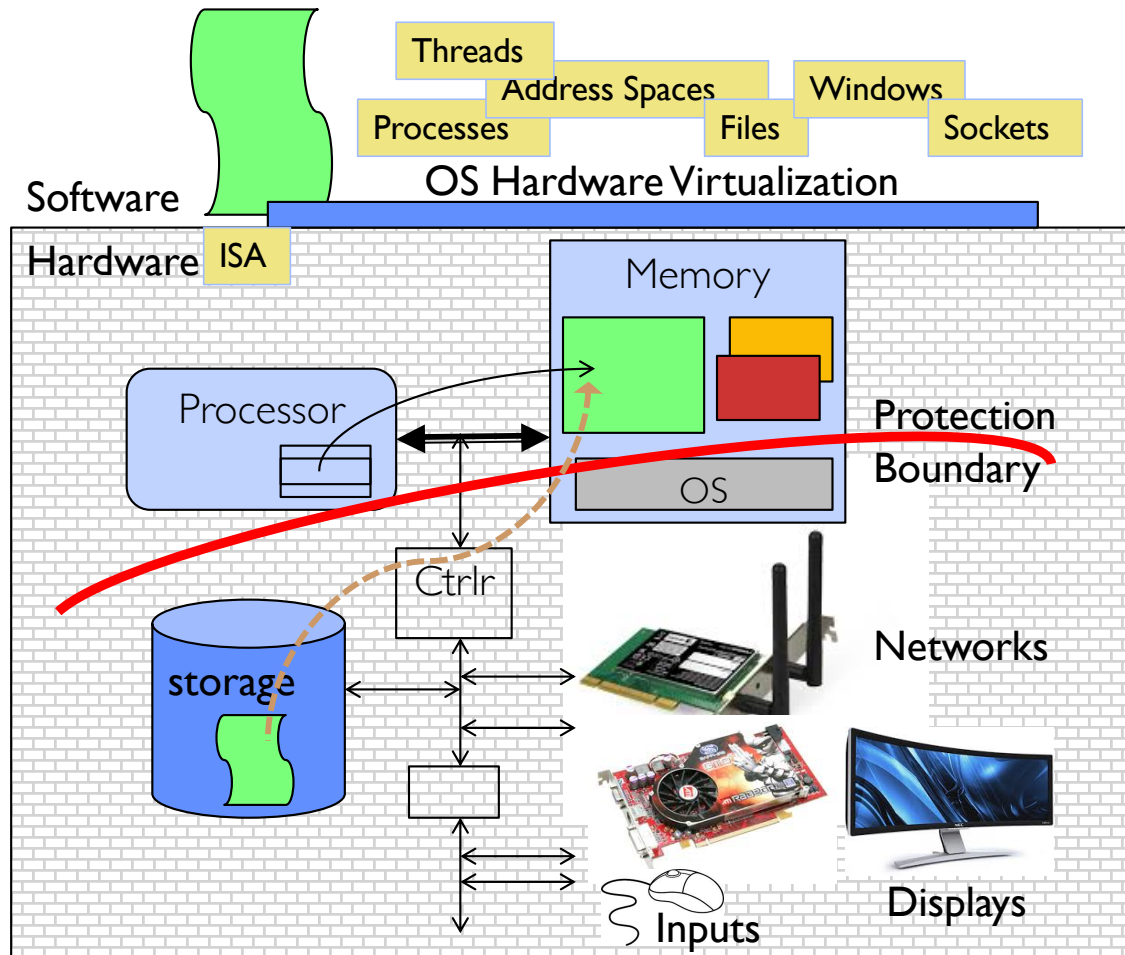 Threads
Address Spaces
Windows
Processes
Files
Sockets
OS Hardware Virtualization
Software
Hardware
ISA
Memory
Processor
Protection
Boundary
OS
Ctrlr
Networks
storage
Displays
Inputs